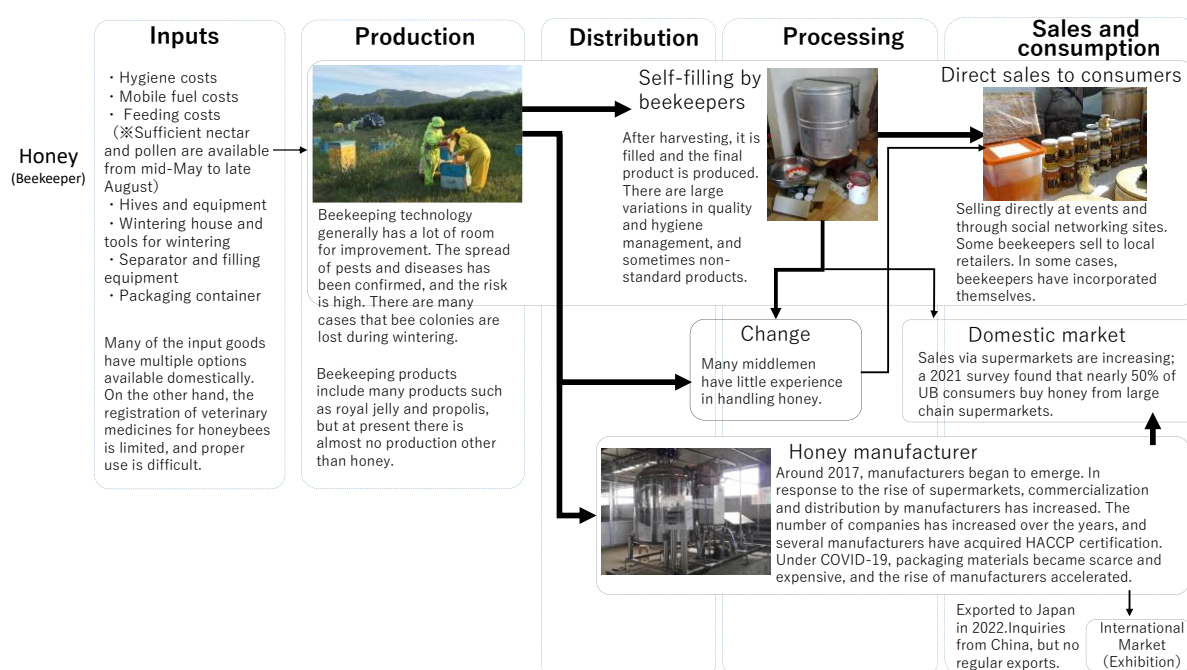 Inputs
Production
Distribution
Processing
Sales and
consumption
Honey
(Beekeeper)
・Hygiene costs
・Mobile fuel costs
・ Feeding costs
（※Sufficient nectar
and pollen are available
from mid-May to late
August）
・Hives and equipment
・Wintering house and
tools for wintering
・Separator and filling
equipment
・Packaging container
Many of the input goods
have multiple options
available domestically.
On the other hand, the
registration of veterinary
medicines for honeybees
is limited, and proper
use is difficult.
Beekeeping technology
generally has a lot of room
for improvement. The spread
of pests and diseases has
been confirmed, and the risk
is high. There are many
cases that bee colonies are
lost during wintering.
Beekeeping products
include many products such
as royal jelly and propolis,
but at present there is
almost no production other
than honey.
Self-filling by
beekeepers
After harvesting, it is
filled and the final
product is produced.
There are large
variations in quality
and hygiene
management, and
sometimes non-
standard products.
Direct sales to consumers
Selling directly at events and
through social networking sites.
Some beekeepers sell to local
retailers. In some cases,
beekeepers have incorporated
themselves.
Change
Many middlemen
have little experience
in handling honey.
Domestic market
Sales via supermarkets are increasing;
a 2021 survey found that nearly 50% of
UB consumers buy honey from large
chain supermarkets.
Honey manufacturer
Around 2017, manufacturers began to emerge. In
response to the rise of supermarkets, commercialization
and distribution by manufacturers has increased. The
number of companies has increased over the years, and
several manufacturers have acquired HACCP certification.
Under COVID-19, packaging materials became scarce and
expensive, and the rise of manufacturers accelerated.
Exported to Japan
in 2022.Inquiries
from China, but no
regular exports.
International
Market
(Exhibition)